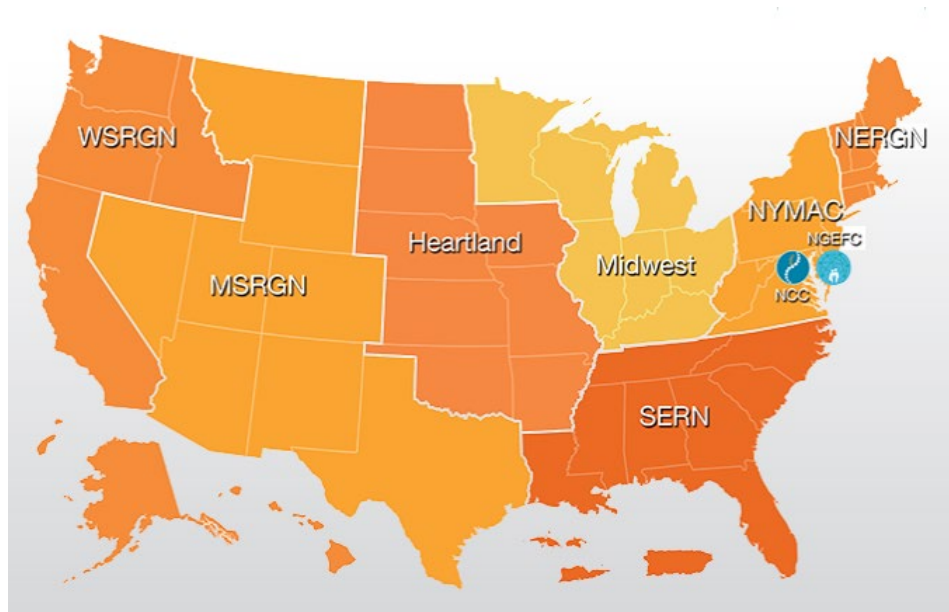 WSRGN
NERGN
NYMAC
NGEFC
Heartland
Midwest
MSRGN
NCC
SERN